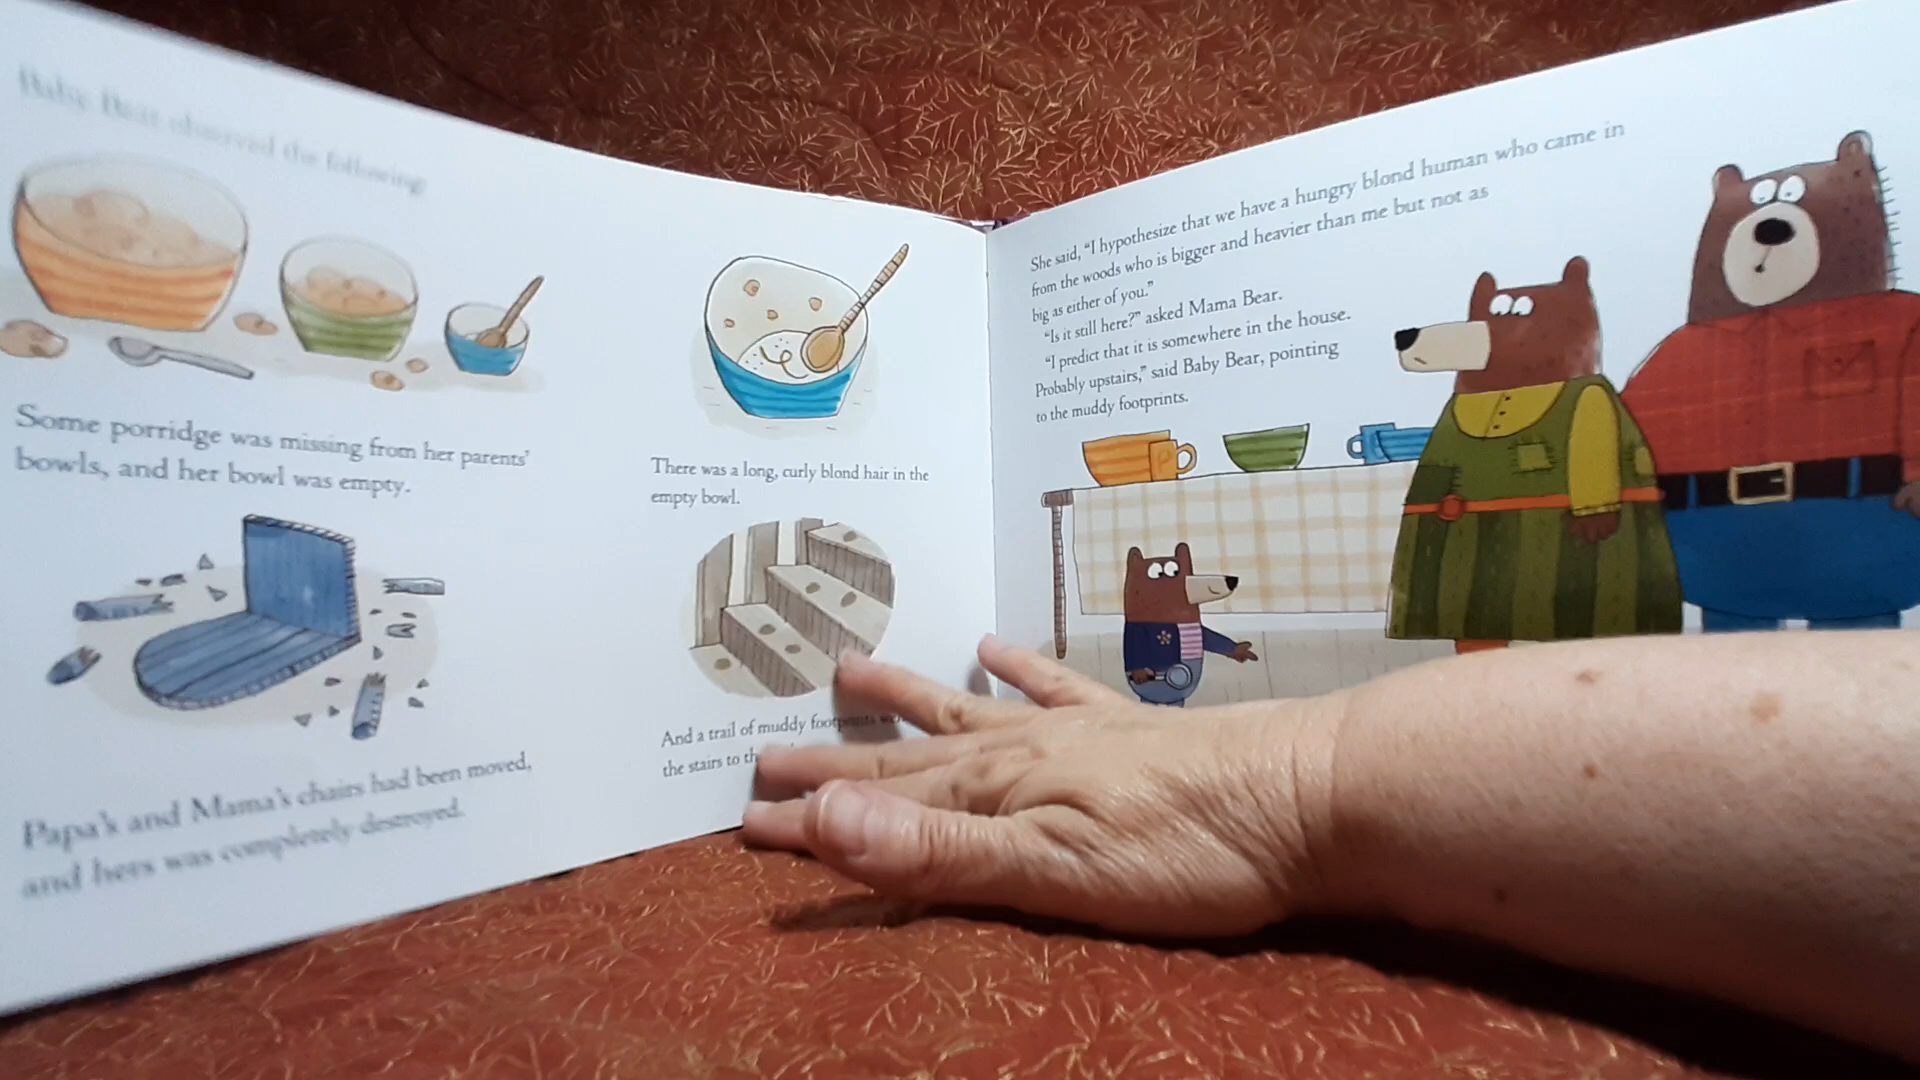 Baby Bear observed the following:
Some porridge was missing from her parents'
bowls, and her bowl was empty.
Papa's and Mama's chairs had been moved,
and hers was completely destroyed.
There was a long, curly blond hair in the
empty bowl.
And a trail of muddy footprints
the stairs to
She said, “I hypothesize that we have a hungry blond human who came in
from the woods who is bigger and heavier than me but not as
big as either of you.”
“Is it still here?” asked Mama Bear.
“I predict that it is somewhere in the house.
Probably upstairs,” said Baby Bear, pointing
to the muddy footprints.